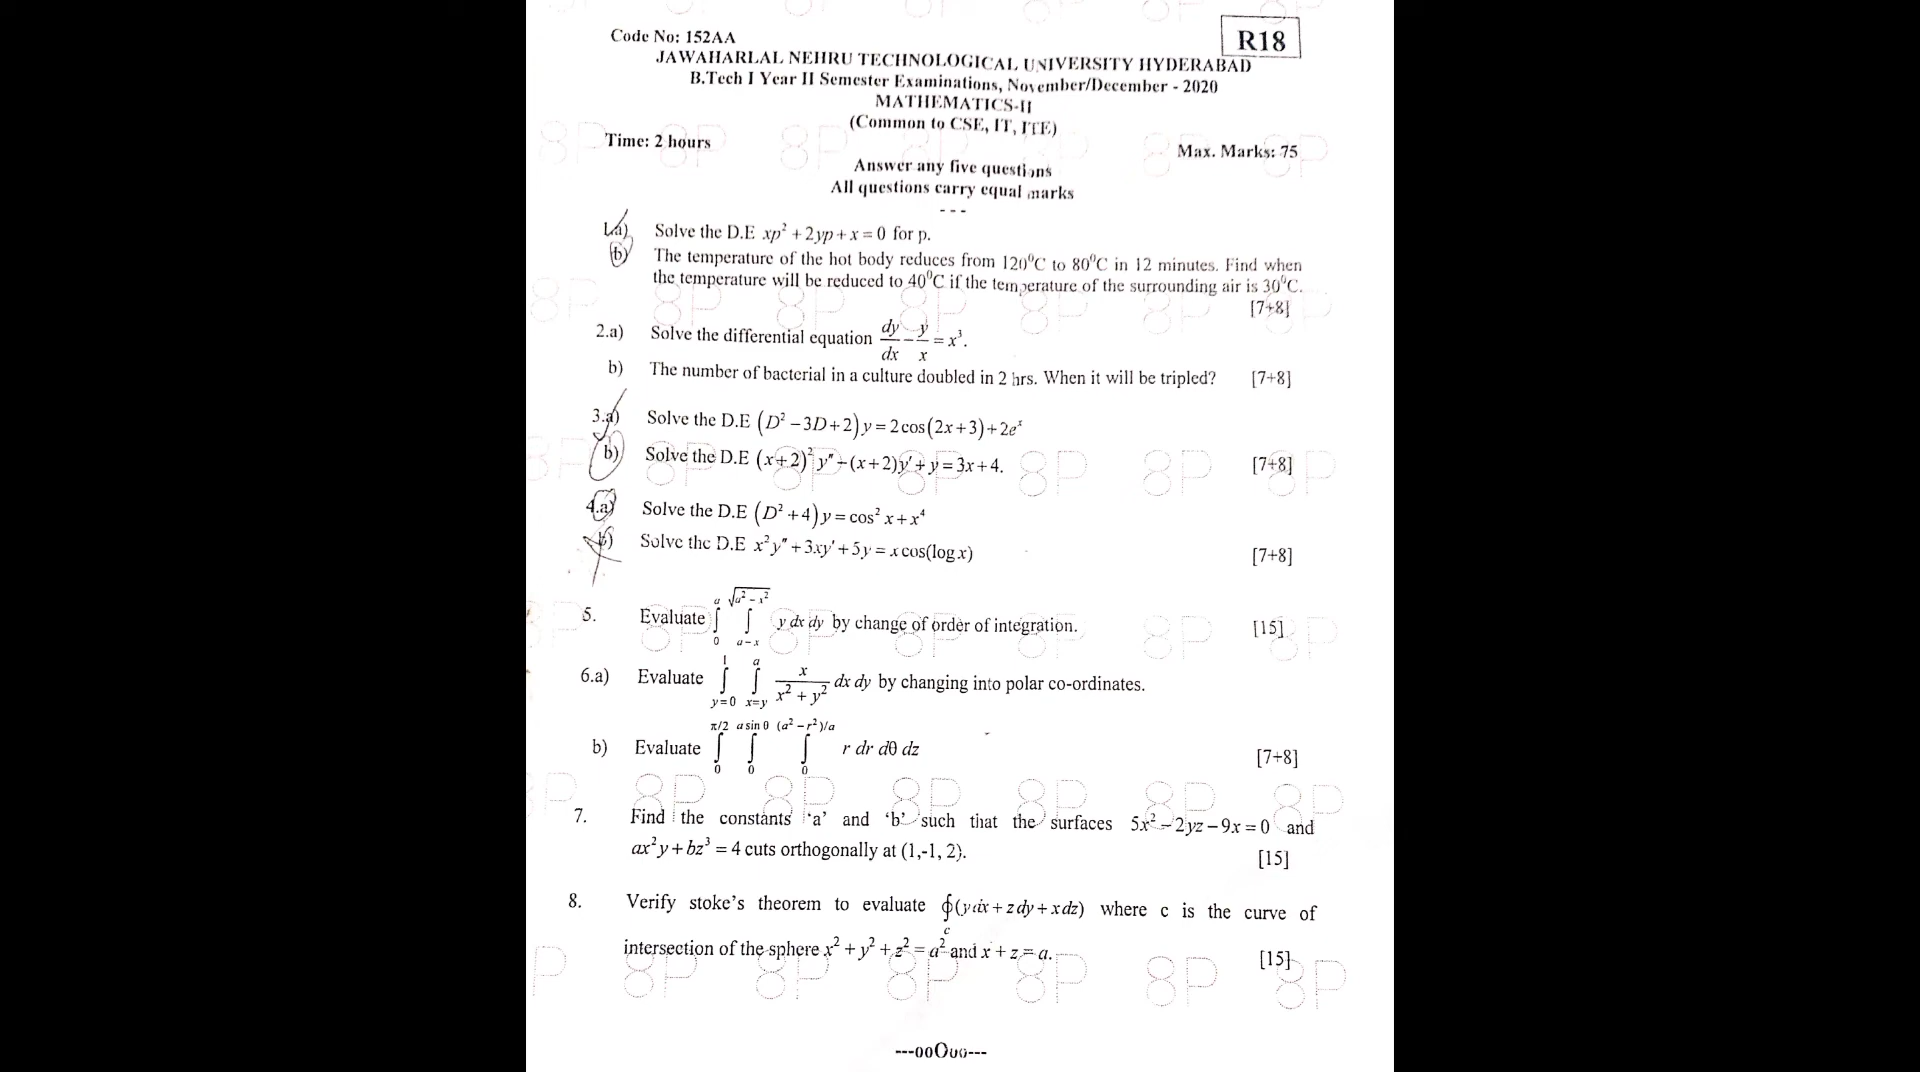 R18
Code No: 152AA
JAWAHARLAL NEHRU TECHNOLOGICAL UNIVERSITY HYDERABAD
B.Tech I Year II Semester Examinations, November/December - 2020
MATHEMATICS-II
(Common to CSE, IT, ITE)
Time: 2 hours Max. Marks: 75
Answer any five questions
All questions carry equal marks
- - -
1.a) Solve the D.E xp² + 2yp + x = 0 for p.
b) The temperature of the hot body reduces from 120⁰C to 80⁰C in 12 minutes. Find when
the temperature will be reduced to 40⁰C if the temperature of the surrounding air is 30⁰C.
[7+8]
2.a) Solve the differential equation dy/dx − y/x = x³.
b) The number of bacterial in a culture doubled in 2 hrs. When it will be tripled? [7+8]
3.a) Solve the D.E (D² − 3D + 2) y = 2 cos(2x + 3) + 2eˣ
b) Solve the D.E (x + 2)² y″ − (x + 2)y′ + y = 3x + 4. [7+8]
4.a) Solve the D.E (D² + 4) y = cos² x + x⁴
b) Solve the D.E x²y″ + 3xy′ + 5y = x cos(log x) [7+8]
5. Evaluate ∫₀ᵃ ∫_{a−x}^{√(a² − x²)} y dx dy by change of order of integration. [15]
6.a) Evaluate ∫_{y=0}^{1} ∫_{x=y}^{a} x/(x² + y²) dx dy by changing into polar co-ordinates.
b) Evaluate ∫_0^{π/2} ∫_0^{a sin θ} ∫_0^{(a² − r²)/a} r dr dθ dz [7+8]
7. Find the constants 'a' and 'b' such that the surfaces 5x² − 2yz − 9x = 0 and
ax²y + bz³ = 4 cuts orthogonally at (1,-1, 2). [15]
8. Verify stoke's theorem to evaluate ∮_c (y dx + z dy + x dz) where c is the curve of
intersection of the sphere x² + y² + z² = a² and x + z = a. [15]
---ooOoo---